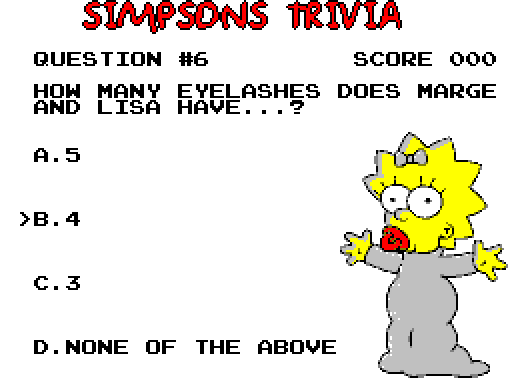 SIMPSONS TRIVIA
QUESTION #6 SCORE 000
HOW MANY EYELASHES DOES MARGE
AND LISA HAVE...?
A.5
>B.4
C.3
D.NONE OF THE ABOVE